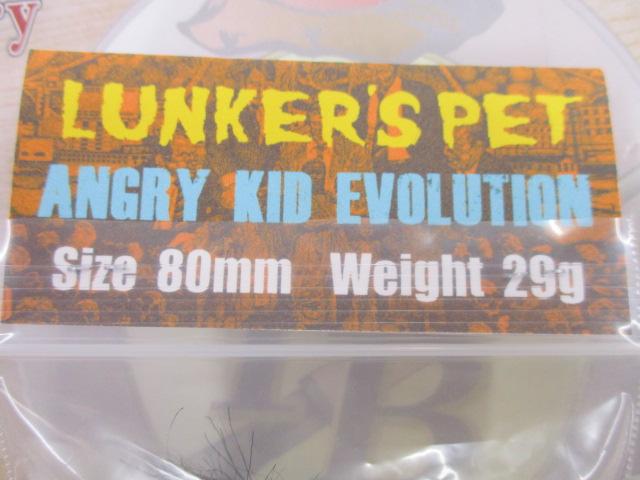 LUNKER'S PET
ANGRY KID EVOLUTION
Size 80mm Weight 29g